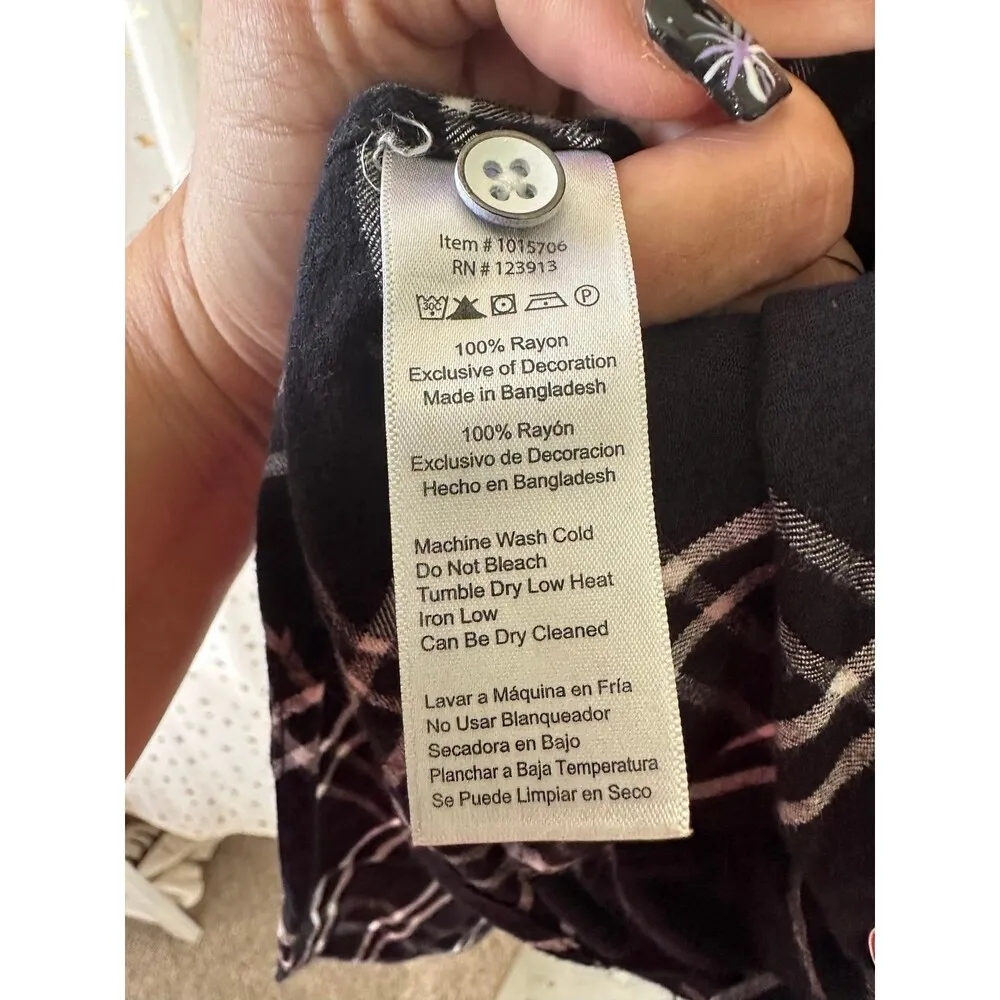 Item # 1015706
RN # 123913
30C P
100% Rayon
Exclusive of Decoration
Made in Bangladesh
100% Rayón
Exclusivo de Decoracion
Hecho en Bangladesh
Machine Wash Cold
Do Not Bleach
Tumble Dry Low Heat
Iron Low
Can Be Dry Cleaned
Lavar a Máquina en Fría
No Usar Blanqueador
Secadora en Bajo
Planchar a Baja Temperatura
Se Puede Limpiar en Seco